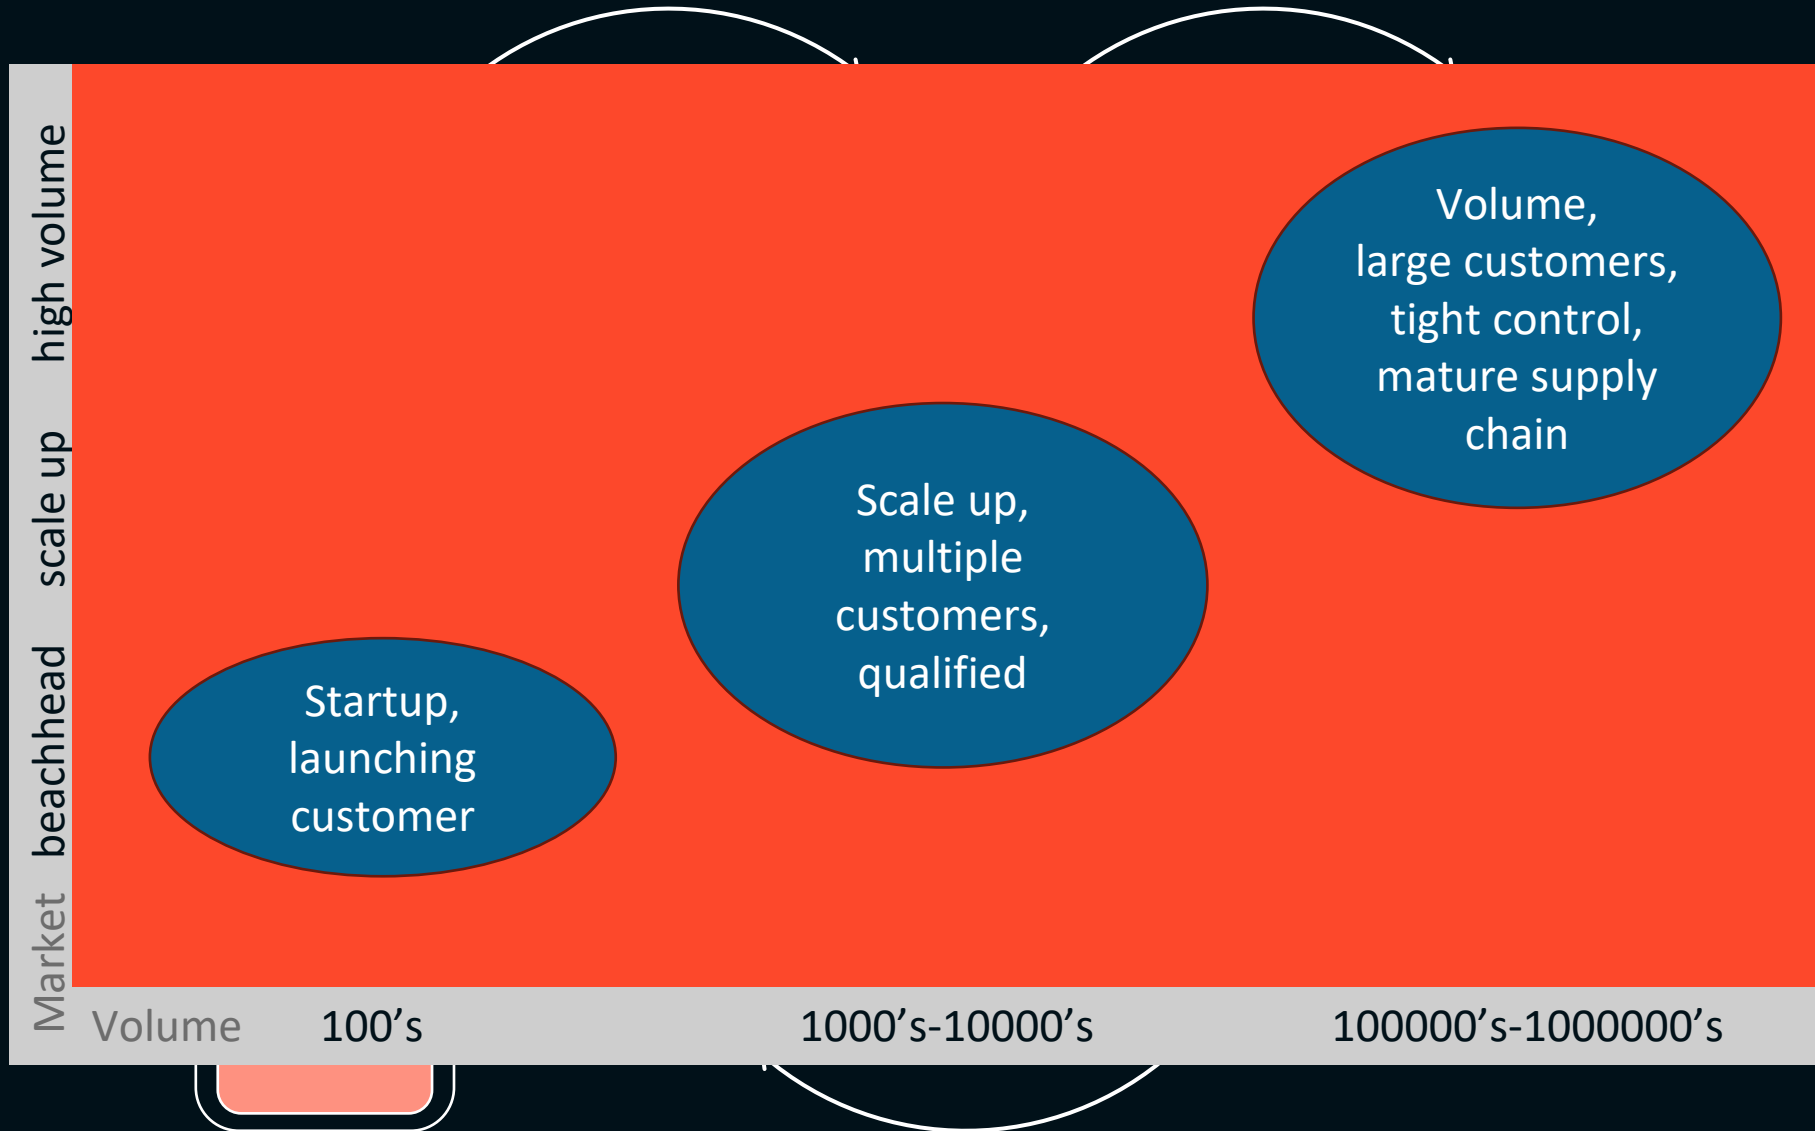 high volume
scale up
beachhead
Market
Volume,
large customers,
tight control,
mature supply
chain
Scale up,
multiple
customers,
qualified
Startup,
launching
customer
Volume
100’s
1000’s-10000’s
100000’s-1000000’s